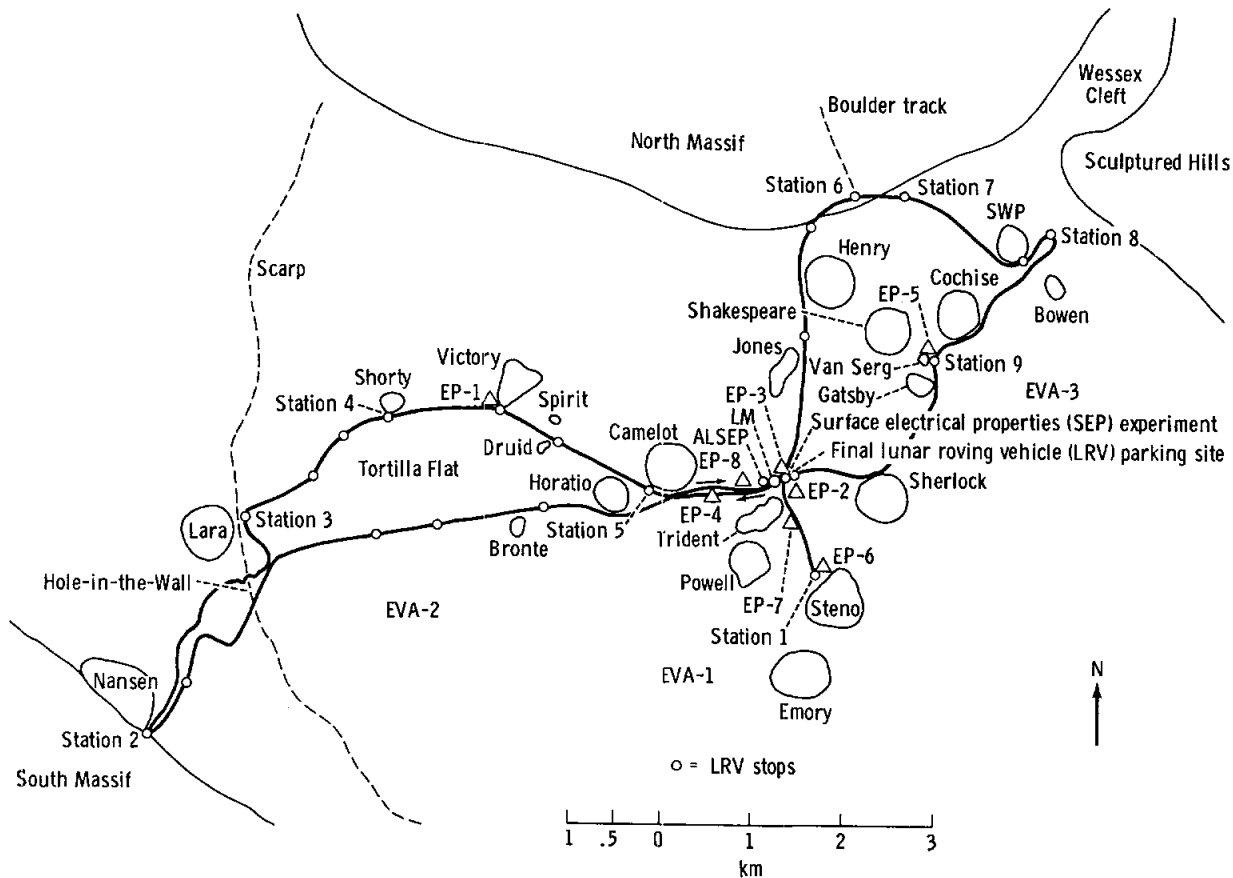 Wessex
Cleft
Boulder track
North Massif
Sculptured Hills
Station 6
Station 7
SWP
Station 8
Henry
Scarp
Cochise
EP-5
Shakespeare
Bowen
Jones
Victory
Van Serg
Station 9
Shorty
EP-1
EP-3
Gatsby
EVA-3
Station 4
Spirit
LM
Surface electrical properties (SEP) experiment
Camelot
ALSEP
Druid
EP-8
Final lunar roving vehicle (LRV) parking site
Tortilla Flat
Horatio
EP-2
Sherlock
Station 3
EP-4
Lara
Station 5
Trident
Bronte
EP-6
Hole-in-the-Wall
Powell
EP-7
Steno
EVA-2
Station 1
Nansen
EVA-1
N
Emory
Station 2
South Massif
o = LRV stops
1 .5 0 1 2 3
km